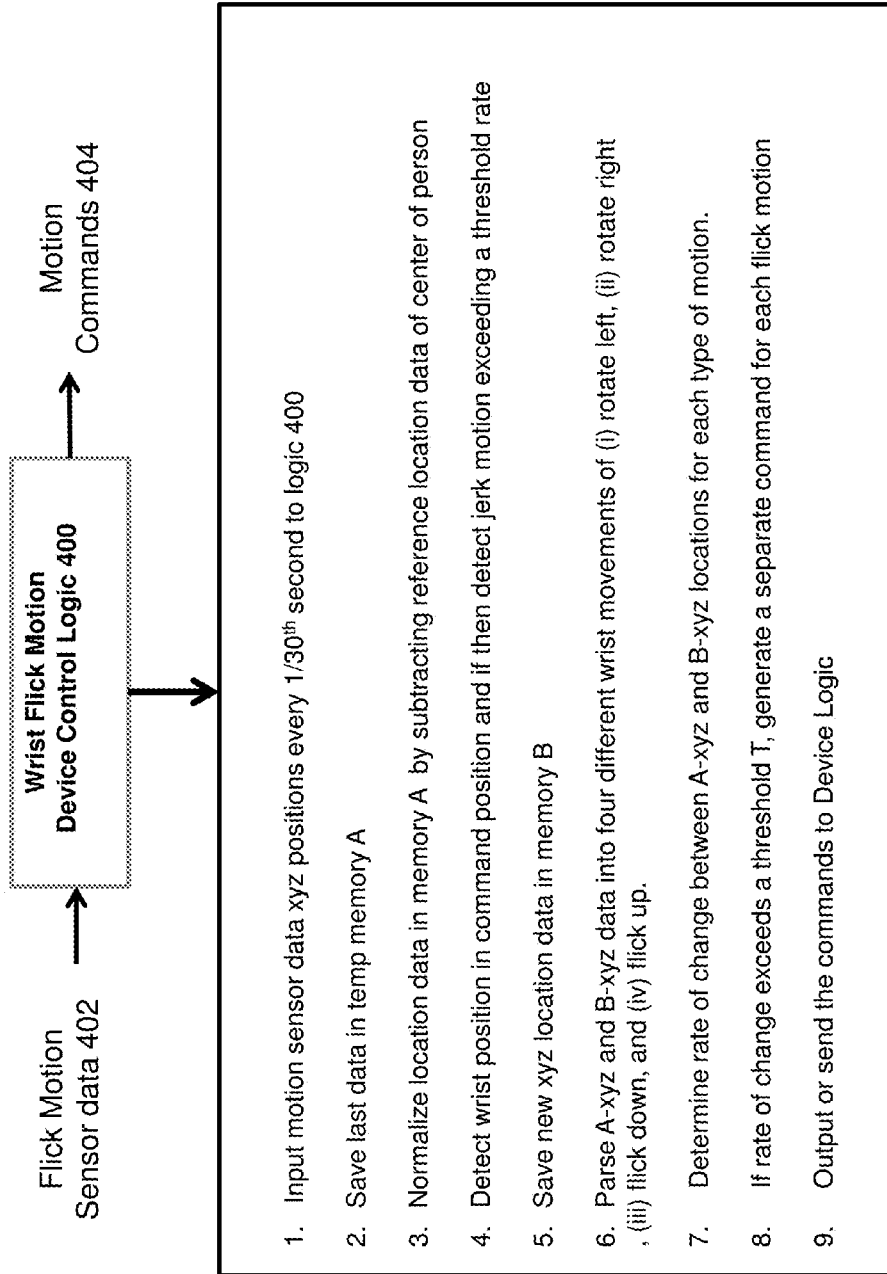 Flick Motion
Sensor data 402
Wrist Flick Motion
Device Control Logic 400
Motion
Commands 404
1. Input motion sensor data xyz positions every 1/30th second to logic 400
2. Save last data in temp memory A
3. Normalize location data in memory A by subtracting reference location data of center of person
4. Detect wrist position in command position and if then detect jerk motion exceeding a threshold rate
5. Save new xyz location data in memory B
6. Parse A-xyz and B-xyz data into four different wrist movements of (i) rotate left, (ii) rotate right
, (iii) flick down, and (iv) flick up.
7. Determine rate of change between A-xyz and B-xyz locations for each type of motion.
8. If rate of change exceeds a threshold T, generate a separate command for each flick motion
9. Output or send the commands to Device Logic